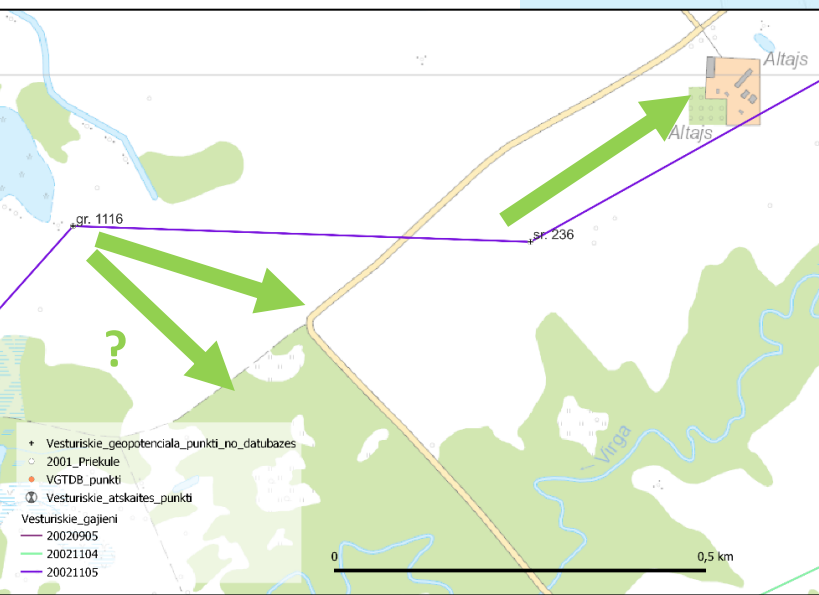 Altajs
Altajs
gr. 1116
sr. 236
?
Virga
Vesturiskie_geopotenciala_punkti_no_datubazes
2001_Priekule
VGTDB_punkti
Vesturiskie_atskaites_punkti
Vesturiskie_gajieni
20020905
20021104
20021105
0
0,5 km